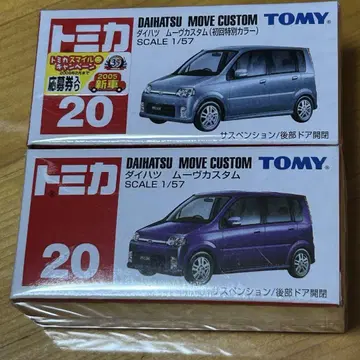 トミカ
DAIHATSU MOVE CUSTOM TOMY
ダイハツ ムーヴカスタム(初回特別カラー)
SCALE 1/57
トミカスマイル
キャンペーン
応募券入り
35
2005
新車
20
サスペンション/後部ドア開閉
トミカ
DAIHATSU MOVE CUSTOM TOMY
ダイハツ ムーヴカスタム
SCALE 1/57
20
サスペンション/後部ドア開閉